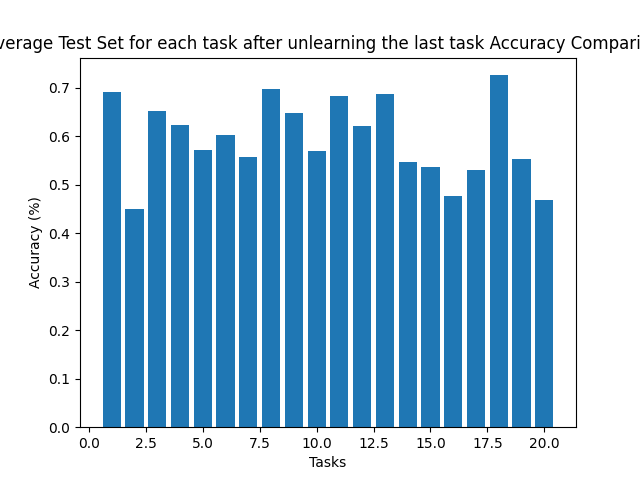 verage Test Set for each task after unlearning the last task Accuracy Compari
0.7
0.6
0.5
0.4
0.3
0.2
0.1
0.0
Accuracy (%)
0.0 2.5 5.0 7.5 10.0 12.5 15.0 17.5 20.0
Tasks